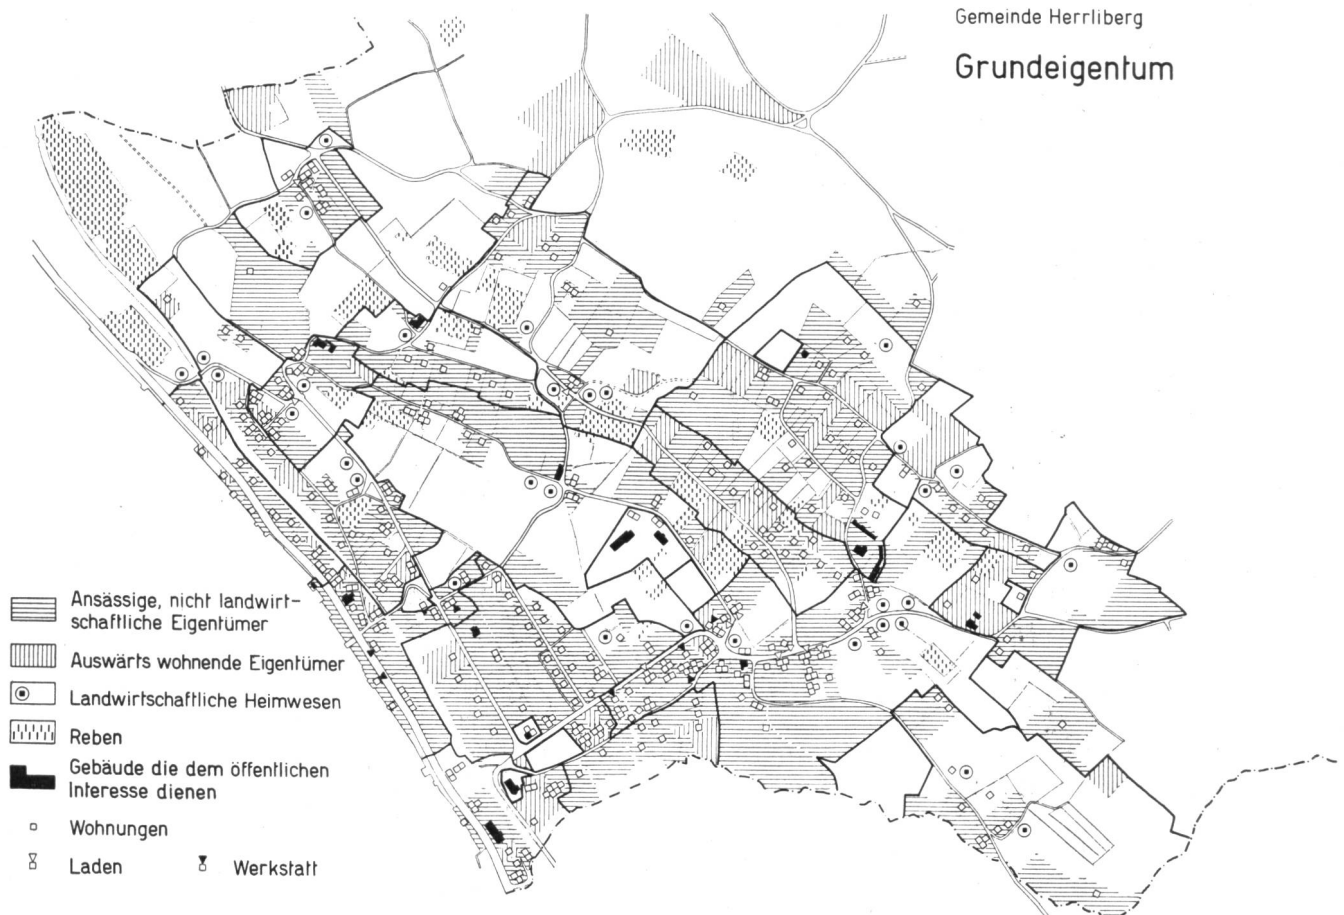 Gemeinde Herrliberg
Grundeigentum
Ansässige, nicht landwirt-
schaftliche Eigentümer
Auswärts wohnende Eigentümer
Landwirtschaftliche Heimwesen
Reben
Gebäude die dem öffentlichen
Interesse dienen
Wohnungen
Laden
Werkstatt